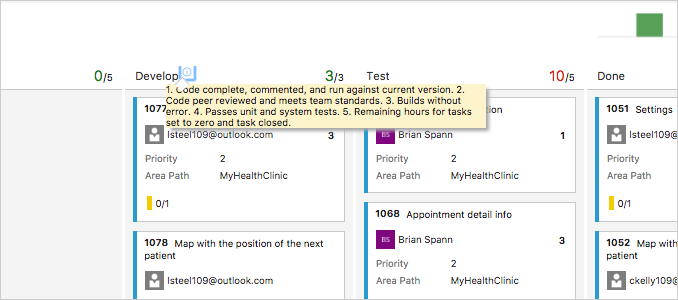 0/5
Develop
3/3
Test
10/5
Done
1. Code complete, commented, and run against current version. 2.
Code peer reviewed and meets team standards. 3. Builds without
error. 4. Passes unit and system tests. 5. Remaining hours for tasks
set to zero and task closed.
1077
lsteel109@outlook.com
3
Priority 2
Area Path MyHealthClinic
0/1
1078 Map with the position of the next
patient
lsteel109@outlook.com
BS Brian Spann
1
Priority 2
Area Path MyHealthClinic
1068 Appointment detail info
BS Brian Spann
3
Priority 2
Area Path MyHealthClinic
1051 Settings
lsteel109@
Priority
Area Path
0/1
1052 Map with
patient
ckelly109@